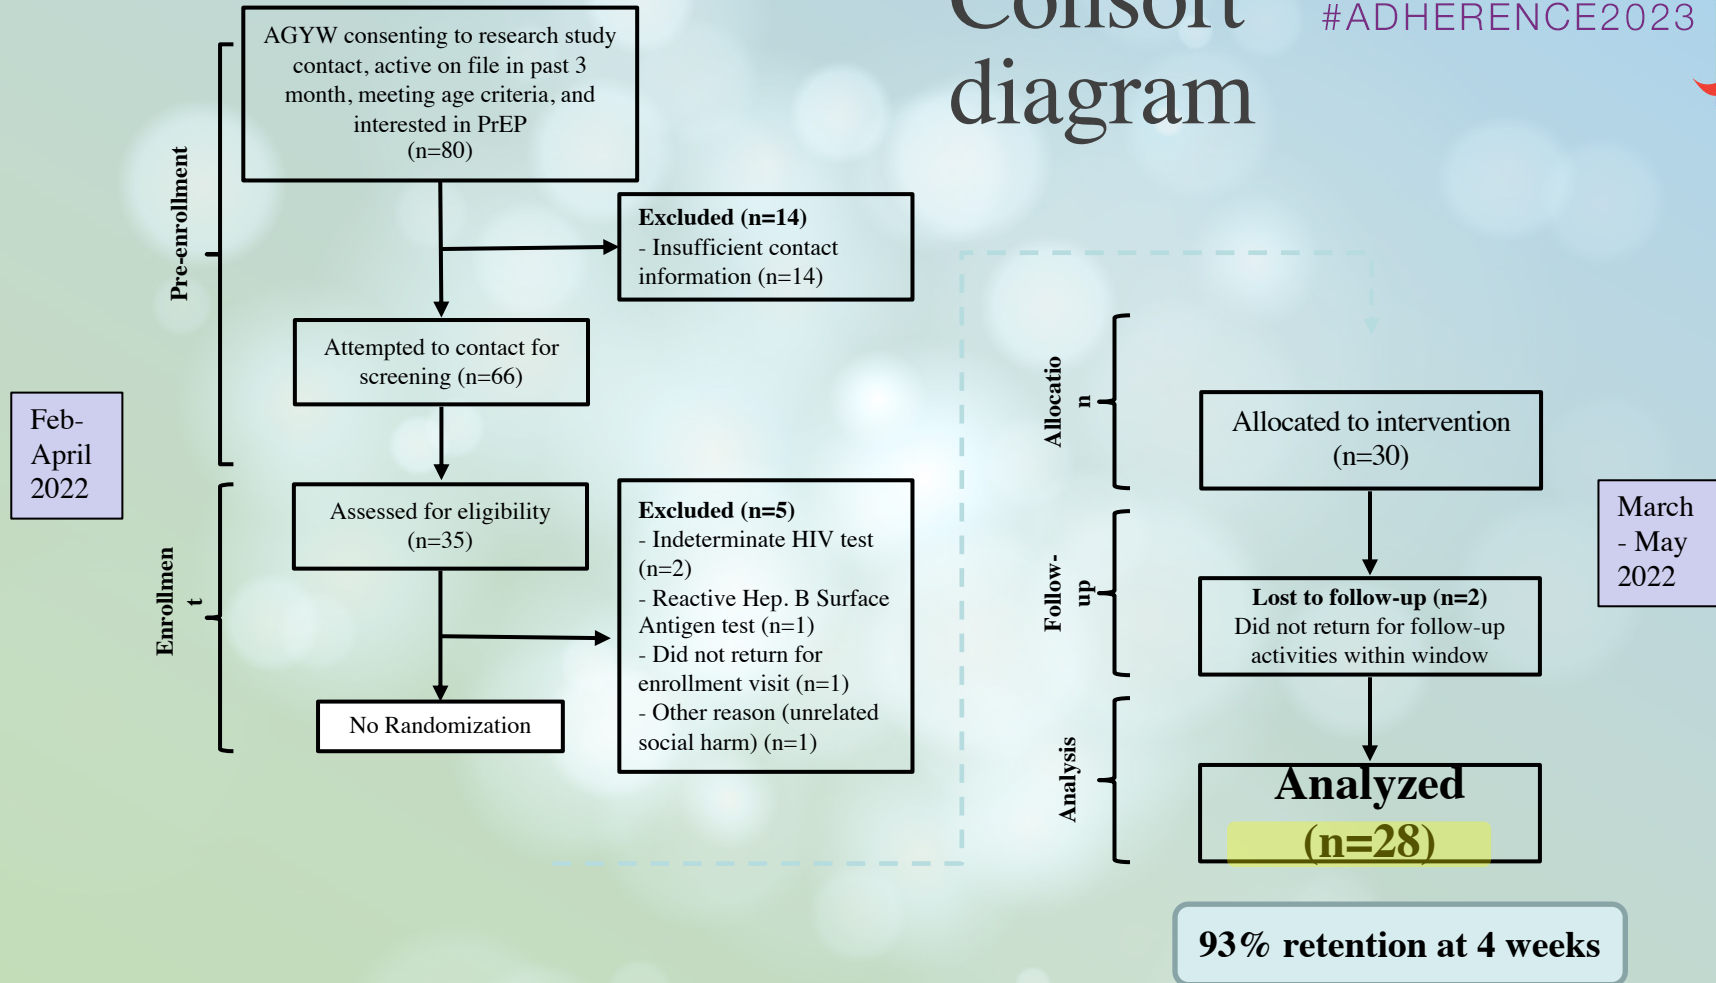 Consort
diagram
#ADHERENCE2023
Pre-enrollment
AGYW consenting to research study
contact, active on file in past 3
month, meeting age criteria, and
interested in PrEP
(n=80)
Excluded (n=14)
- Insufficient contact
information (n=14)
Attempted to contact for
screening (n=66)
Feb-
April
2022
Enrollmen
t
Assessed for eligibility
(n=35)
Excluded (n=5)
- Indeterminate HIV test
(n=2)
- Reactive Hep. B Surface
Antigen test (n=1)
- Did not return for
enrollment visit (n=1)
- Other reason (unrelated
social harm) (n=1)
No Randomization
Allocatio
n
Allocated to intervention
(n=30)
March
- May
2022
Follow-
up
Lost to follow-up (n=2)
Did not return for follow-up
activities within window
Analysis
Analyzed
(n=28)
93% retention at 4 weeks